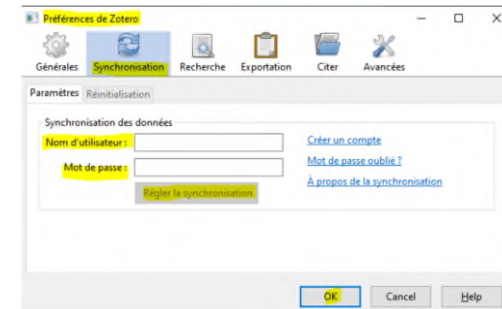 Préférences de Zotero
Générales Synchronisation Recherche Exportation Citer Avancées
Paramètres Réinitialisation
Synchronisation des données
Nom d'utilisateur : Créer un compte
Mot de passe : Mot de passe oublié ?
Régler la synchronisation À propos de la synchronisation
OK Cancel Help